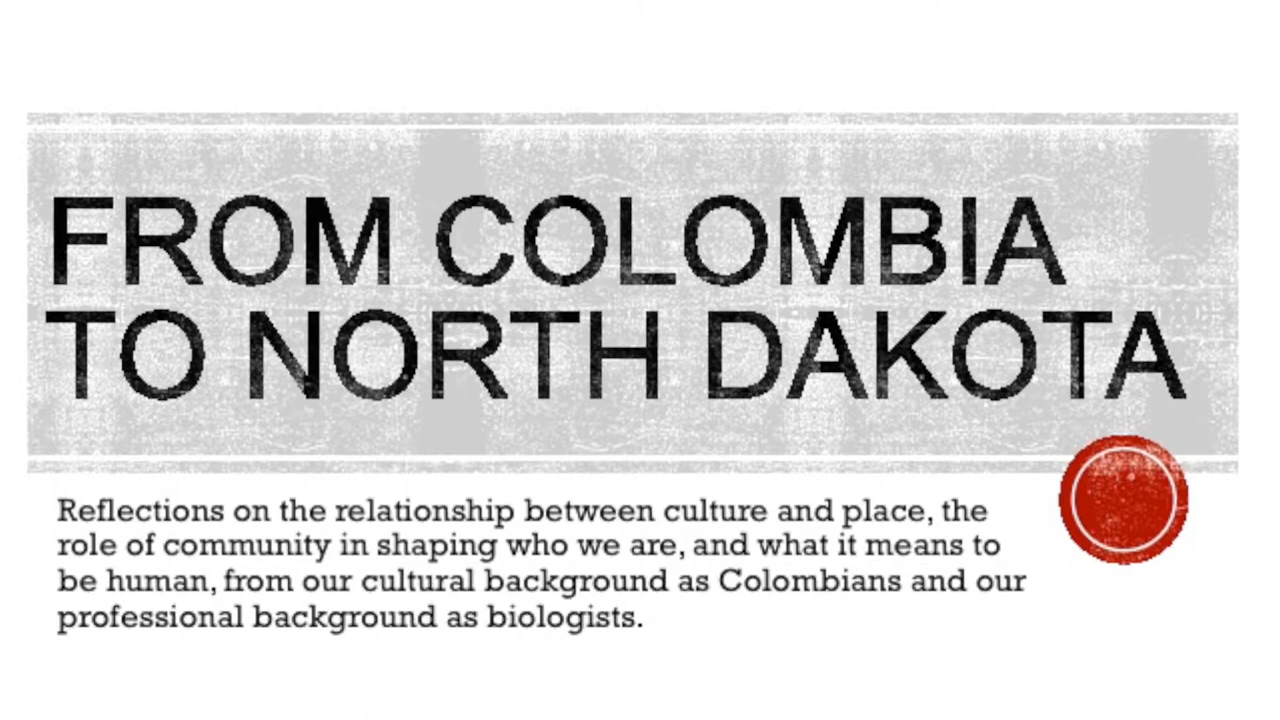 FROM COLOMBIA
TO NORTH DAKOTA
Reflections on the relationship between culture and place, the
role of community in shaping who we are, and what it means to
be human, from our cultural background as Colombians and our
professional background as biologists.